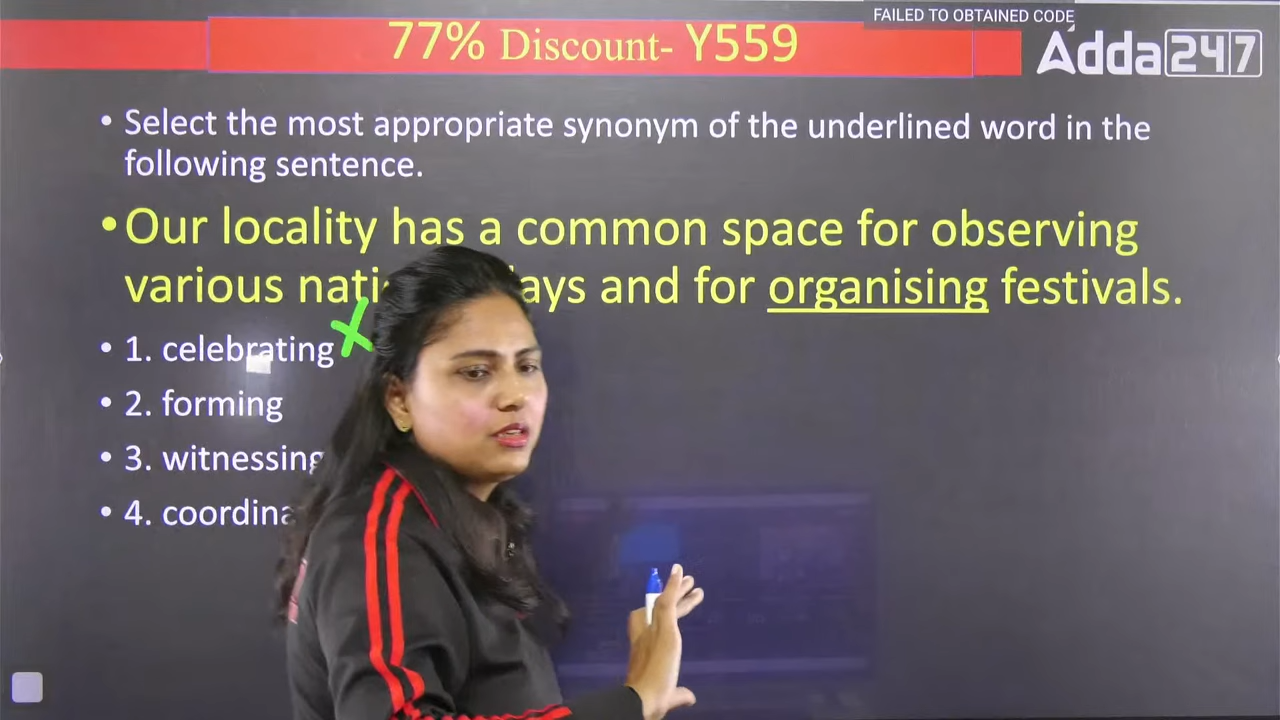 FAILED TO OBTAINED CODE
77% Discount- Y559
Adda247
• Select the most appropriate synonym of the underlined word in the
following sentence.
• Our locality has a common space for observing
various and for organising festivals.
• 1. celebrating
• 2. forming
• 3. witnessing
• 4.